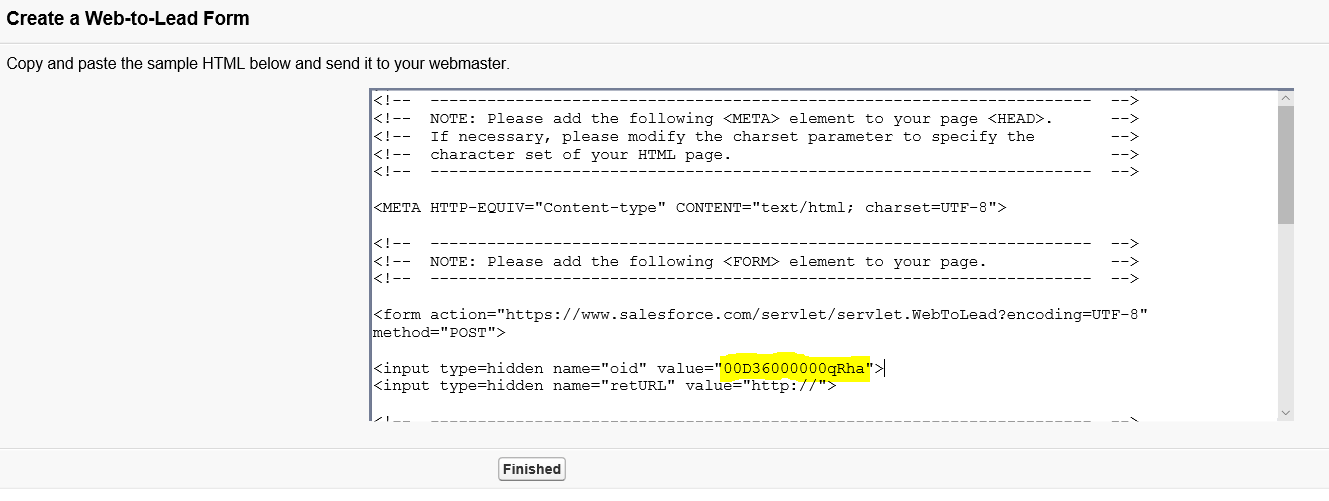 Create a Web-to-Lead Form
Copy and paste the sample HTML below and send it to your webmaster.
<!--  ---------------------------------------------------------------------  -->
<!--  NOTE: Please add the following <META> element to your page <HEAD>.      -->
<!--  If necessary, please modify the charset parameter to specify the        -->
<!--  character set of your HTML page.                                        -->
<!--  ---------------------------------------------------------------------  -->
<META HTTP-EQUIV="Content-type" CONTENT="text/html; charset=UTF-8">
<!--  ---------------------------------------------------------------------  -->
<!--  NOTE: Please add the following <FORM> element to your page.             -->
<!--  ---------------------------------------------------------------------  -->
<form action="https://www.salesforce.com/servlet/servlet.WebToLead?encoding=UTF-8"
method="POST">
<input type=hidden name="oid" value="00D36000000qRha">
<input type=hidden name="retURL" value="http://">
<!--  ---------------------------------------------------------------------  -->
Finished